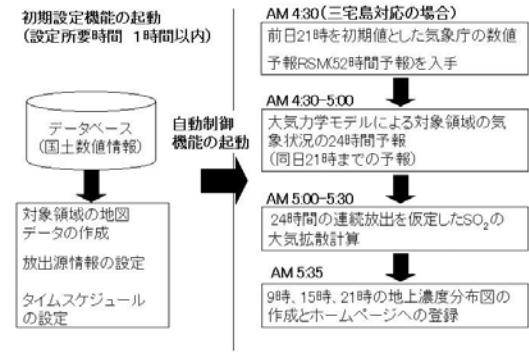 初期設定機能の起動
(設定所要時間 1時間以内)
データベース
(国土数値情報)
対象領域の地図
データの作成
放出源情報の設定
タイムスケジュール
の設定
自動制御
機能の起動
AM 4:30(三宅島対応の場合)
前日21時を初期値とした気象庁の数値
予報RSM(52時間予報)を入手
AM 4:30-5:00
大気力学モデルによる対象領域の気
象状況の24時間予報
(同日21時までの予報)
AM 5:00-5:30
24時間の連続放出を仮定したSO₂の
大気拡散計算
AM 5:35
9時、15時、21時の地上濃度分布図の
作成とホームページへの登録